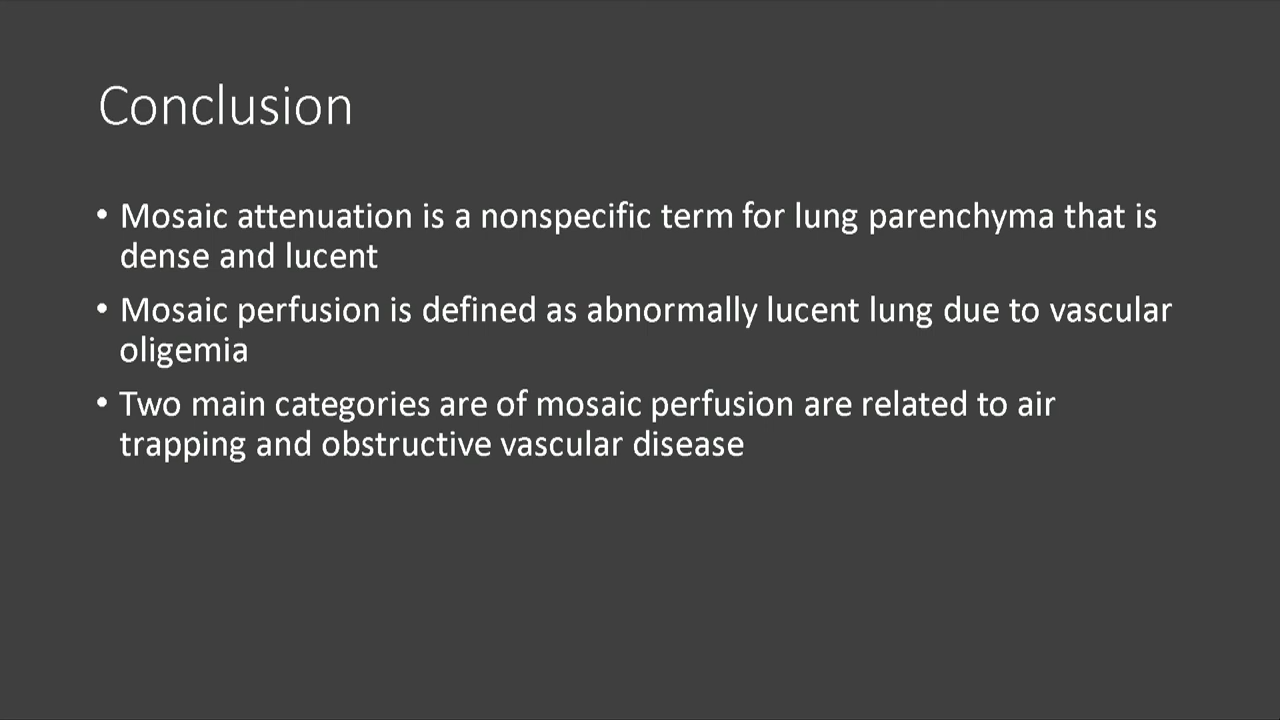 Conclusion
• Mosaic attenuation is a nonspecific term for lung parenchyma that is
dense and lucent
• Mosaic perfusion is defined as abnormally lucent lung due to vascular
oligemia
• Two main categories are of mosaic perfusion are related to air
trapping and obstructive vascular disease